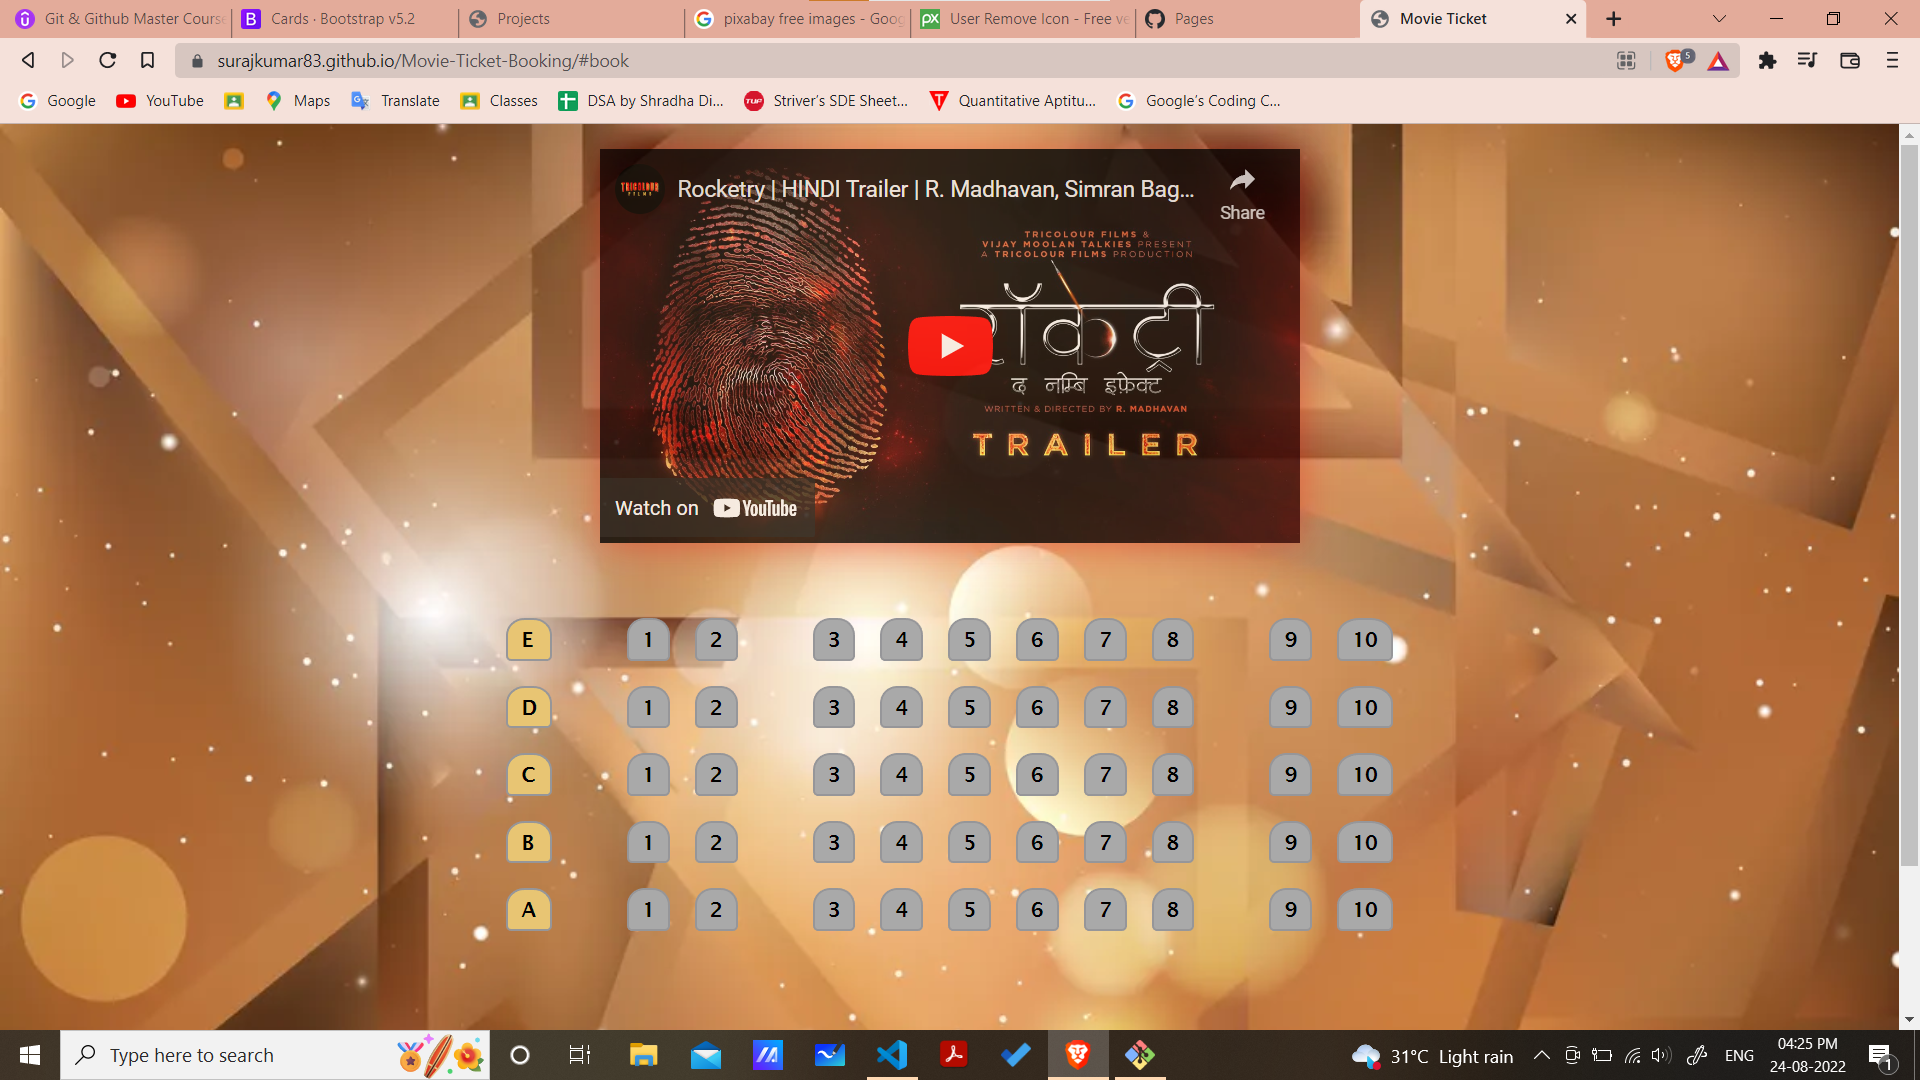 Git & Github Master Course
Cards · Bootstrap v5.2
Projects
pixabay free images - Goog
User Remove Icon - Free ve
Pages
Movie Ticket
surajkumar83.github.io/Movie-Ticket-Booking/#book
5
Google
YouTube
Maps
Translate
Classes
DSA by Shradha Di...
TUF
Striver's SDE Sheet...
Quantitative Aptitu...
Google's Coding C...
TRICOLOUR
FILMS
Rocketry | HINDI Trailer | R. Madhavan, Simran Bag...
Share
TRICOLOUR FILMS &
VIJAY MOOLAN TALKIES PRESENT
A TRICOLOUR FILMS PRODUCTION
रॉकेट्री
द नम्बि इफ़ेक्ट
WRITTEN & DIRECTED BY R. MADHAVAN
TRAILER
Watch on YouTube
E 1 2 3 4 5 6 7 8 9 10
D 1 2 3 4 5 6 7 8 9 10
C 1 2 3 4 5 6 7 8 9 10
B 1 2 3 4 5 6 7 8 9 10
A 1 2 3 4 5 6 7 8 9 10
Type here to search
31°C Light rain
ENG
04:25 PM
24-08-2022
1